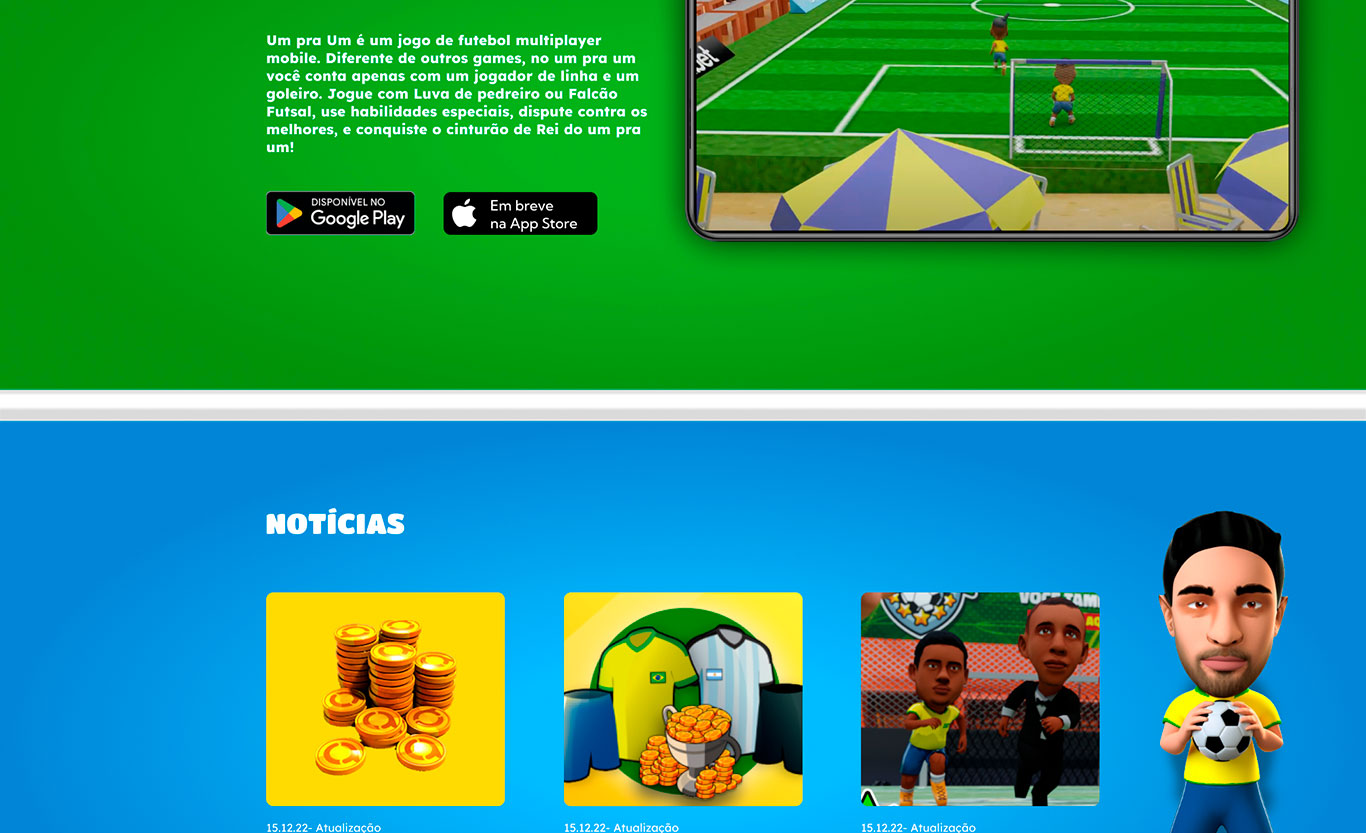 Um pra Um é um jogo de futebol multiplayer
mobile. Diferente de outros games, no um pra um
você conta apenas com um jogador de linha e um
goleiro. Jogue com Luva de pedreiro ou Falcão
Futsal, use habilidades especiais, dispute contra os
melhores, e conquiste o cinturão de Rei do um pra
um!
DISPONÍVEL NO
Google Play
Em breve
na App Store
NOTÍCIAS
15.12.22- Atualização
15.12.22- Atualização
15.12.22- Atualização